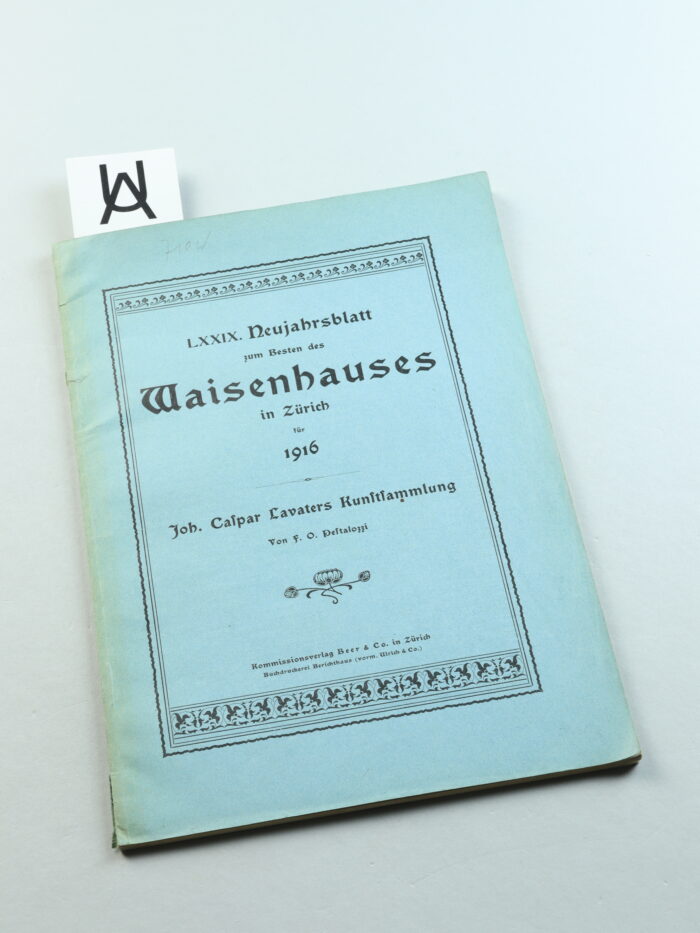 LXXIX. Neujahrsblatt
zum Besten des
Waisenhauses
in Zürich
für
1916
Joh. Caſpar Lavaters Kunſtſammlung
Von F. O. Peſtalozzi
Kommissionsverlag Beer & Co. in Zürich
Buchdruckerei Berichthaus (vorm. Ulrich & Co.)